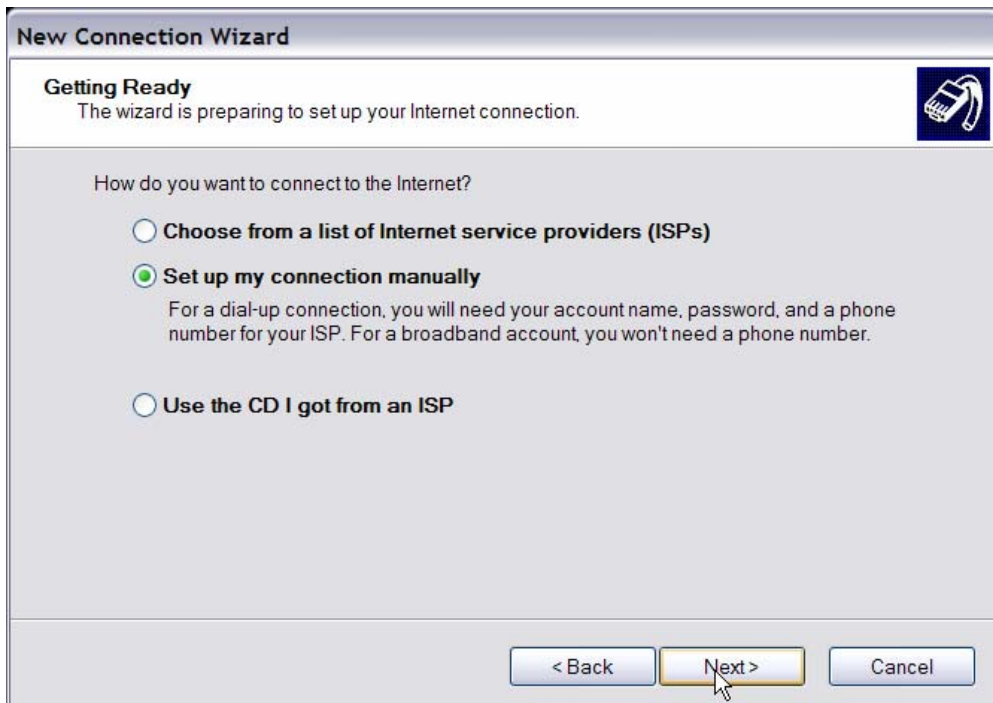 New Connection Wizard
Getting Ready
The wizard is preparing to set up your Internet connection.
How do you want to connect to the Internet?
Choose from a list of Internet service providers (ISPs)
Set up my connection manually
For a dial-up connection, you will need your account name, password, and a phone
number for your ISP. For a broadband account, you won't need a phone number.
Use the CD I got from an ISP
< Back
Next >
Cancel